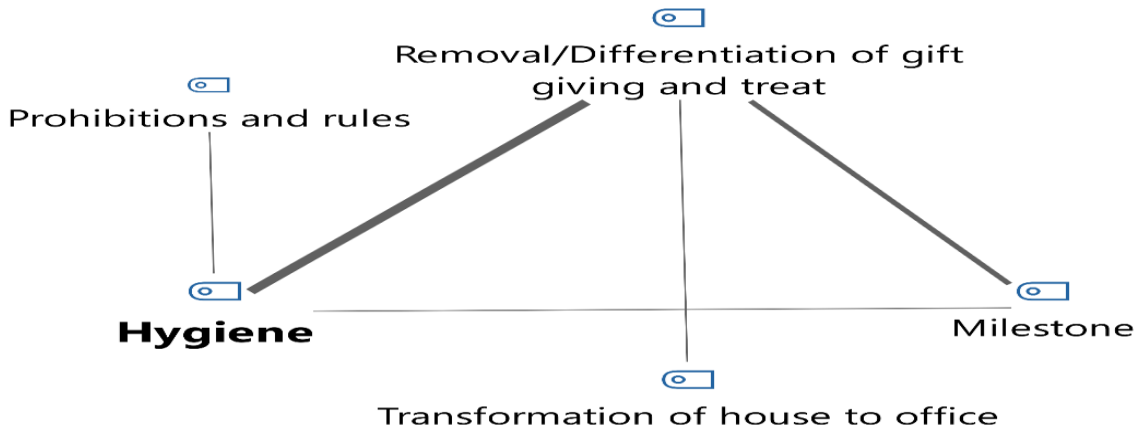 Removal/Differentiation of gift
giving and treat
Prohibitions and rules
Hygiene
Milestone
Transformation of house to office